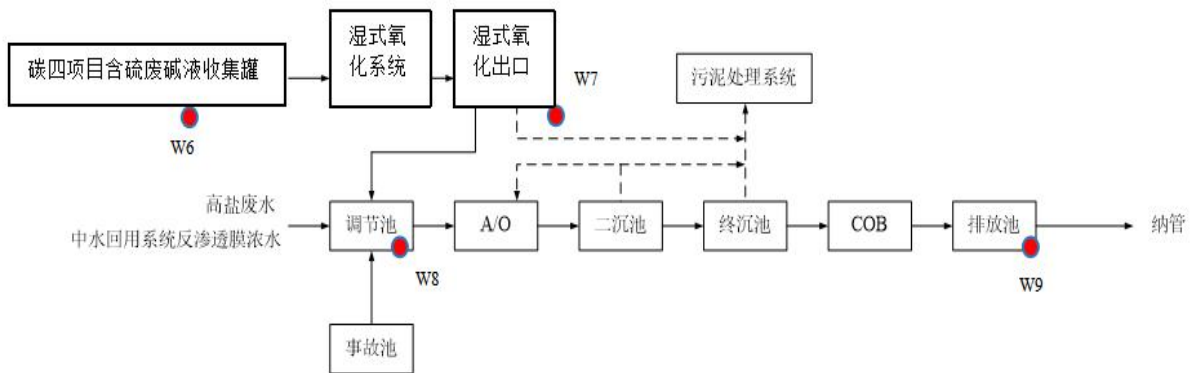 碳四项目含硫废碱液收集罐
湿式氧
化系统
湿式氧
化出口
W6
W7
污泥处理系统
高盐废水
中水回用系统反渗透膜浓水
调节池
W8
A/O
二沉池
终沉池
COB
排放池
W9
纳管
事故池